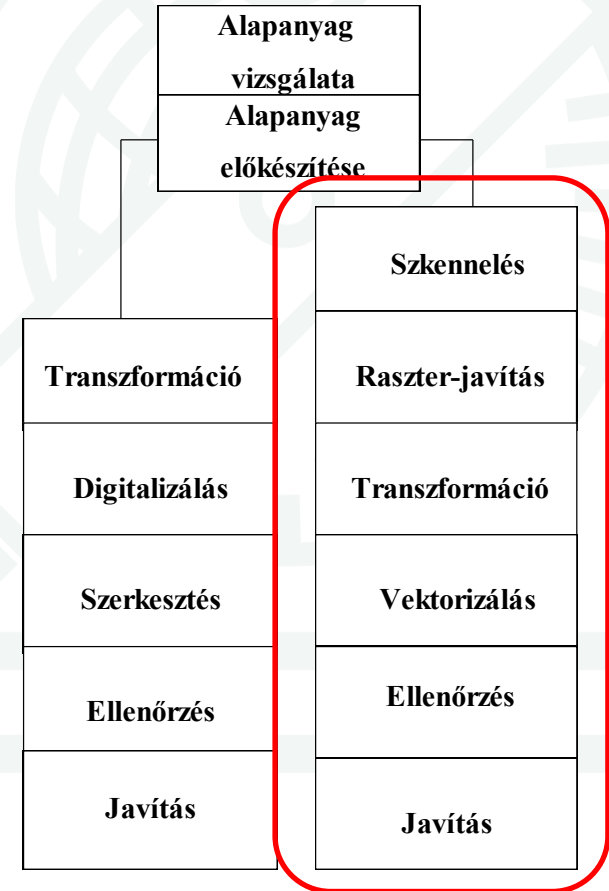 Alapanyag
vizsgálata
Alapanyag
előkészítése
Transzformáció
Digitalizálás
Szerkesztés
Ellenőrzés
Javítás
Szkennelés
Raszter-javítás
Transzformáció
Vektorizálás
Ellenőrzés
Javítás